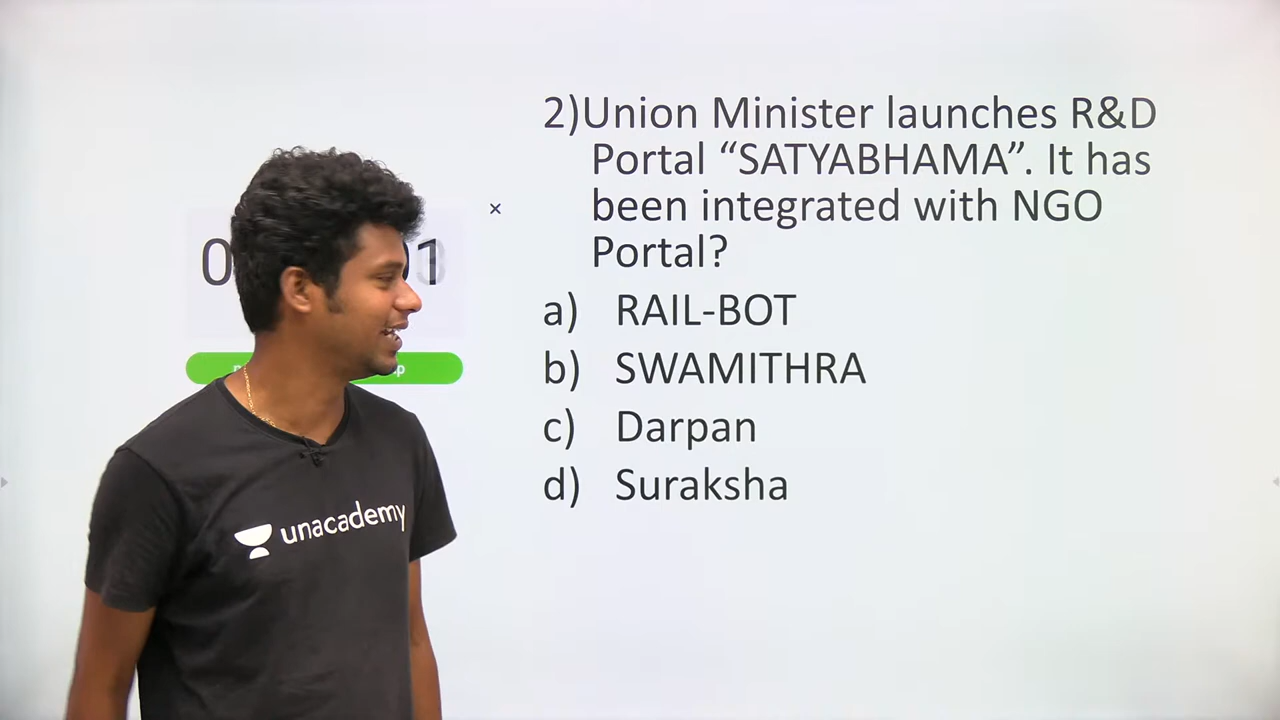 2)Union Minister launches R&D
Portal “SATYABHAMA”. It has
been integrated with NGO
Portal?
a) RAIL-BOT
b) SWAMITHRA
c) Darpan
d) Suraksha
×
unacademy